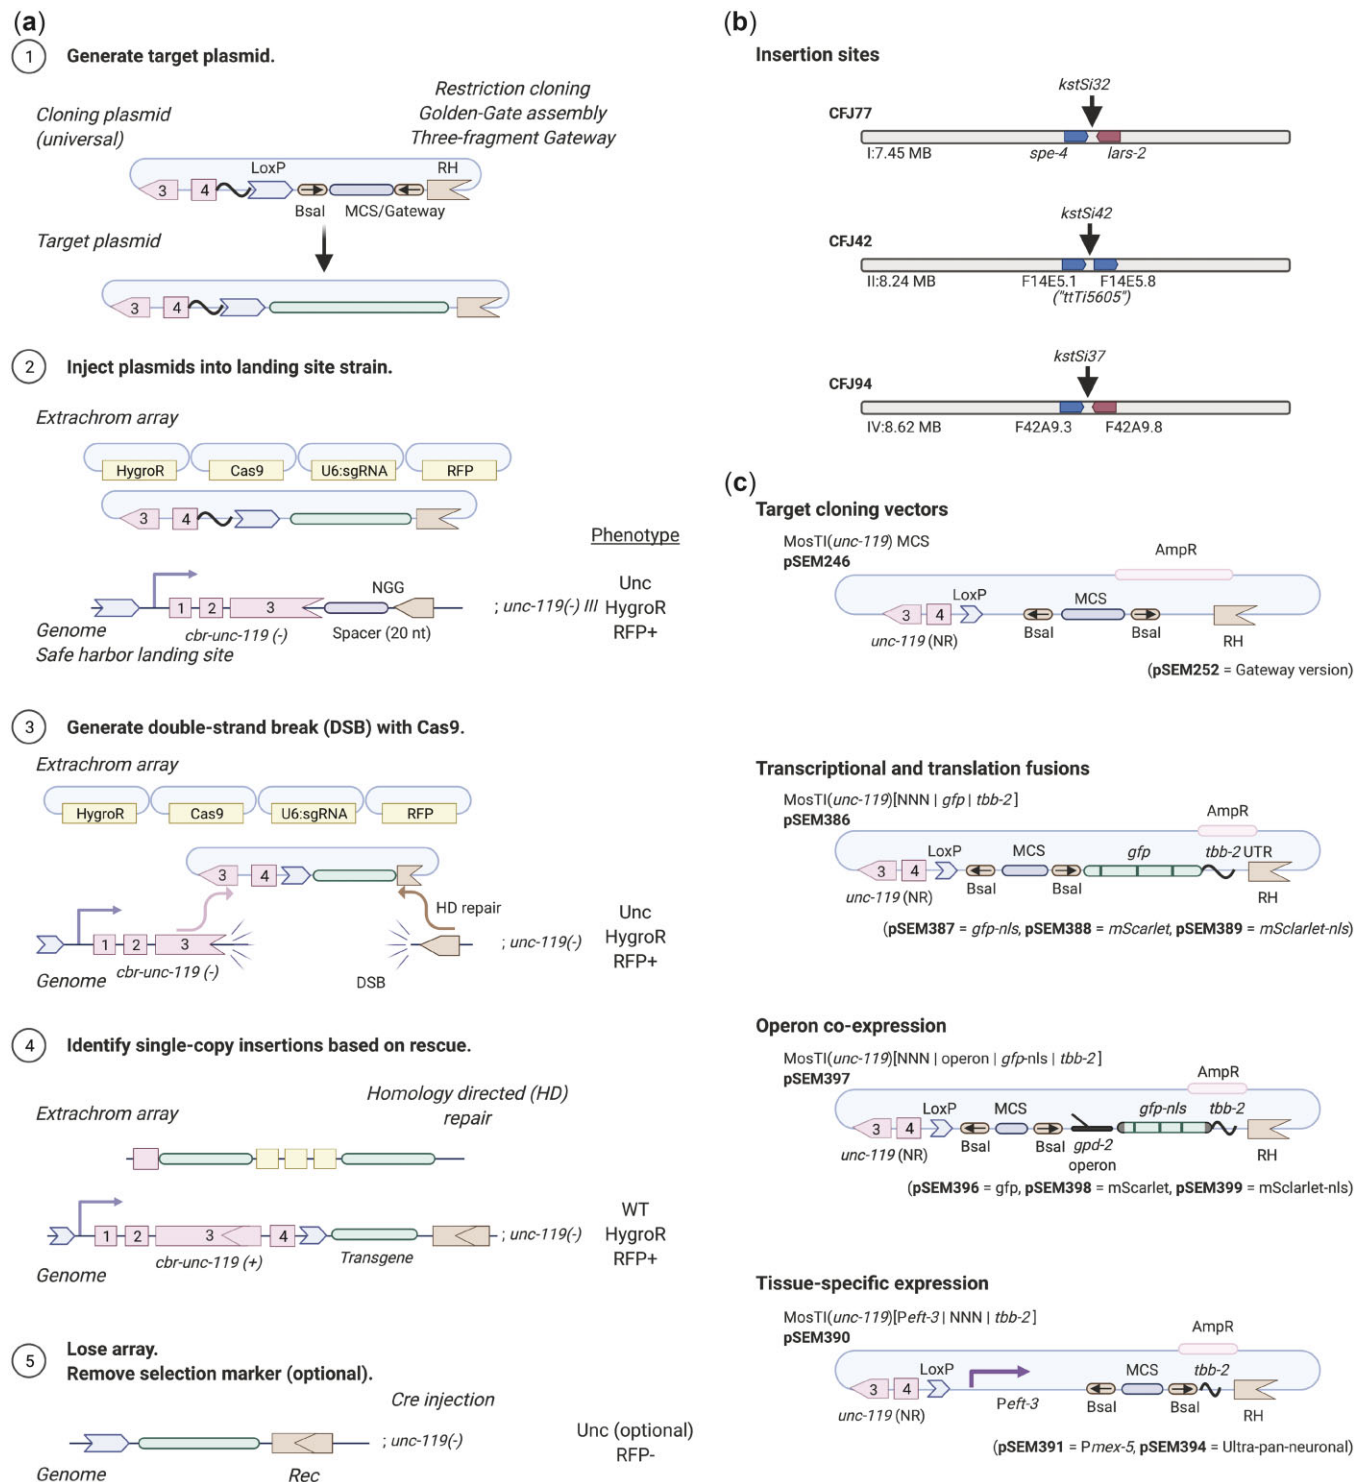 (a)
1 Generate target plasmid.
Cloning plasmid
(universal)
Restriction cloning
Golden-Gate assembly
Three-fragment Gateway
LoxP RH
3 4
BsaI MCS/Gateway
Target plasmid
3 4
2 Inject plasmids into landing site strain.
Extrachrom array
HygroR Cas9 U6:sgRNA RFP
3 4
Phenotype
NGG
1 2 3
; unc-119(-) III
Unc
HygroR
RFP+
cbr-unc-119 (-) Spacer (20 nt)
Genome
Safe harbor landing site
3 Generate double-strand break (DSB) with Cas9.
Extrachrom array
HygroR Cas9 U6:sgRNA RFP
3 4
HD repair
1 2 3
; unc-119(-)
Unc
HygroR
RFP+
cbr-unc-119 (-)
Genome
DSB
4 Identify single-copy insertions based on rescue.
Homology directed (HD)
repair
Extrachrom array
1 2 3 4
; unc-119(-)
WT
HygroR
RFP+
cbr-unc-119 (+) Transgene
Genome
5 Lose array.
Remove selection marker (optional).
Cre injection
; unc-119(-)
Unc (optional)
RFP-
Genome Rec
(b)
Insertion sites
kstSi32
CFJ77
I:7.45 MB spe-4 lars-2
kstSi42
CFJ42
II:8.24 MB F14E5.1 F14E5.8
("ttTi5605")
kstSi37
CFJ94
IV:8.62 MB F42A9.3 F42A9.8
(c)
Target cloning vectors
MosTI(unc-119) MCS
pSEM246
AmpR
LoxP
3 4 MCS
unc-119 (NR) BsaI BsaI RH
(pSEM252 = Gateway version)
Transcriptional and translation fusions
MosTI(unc-119)[NNN | gfp | tbb-2]
pSEM386
AmpR
LoxP MCS gfp tbb-2 UTR
3 4
unc-119 (NR) BsaI BsaI RH
(pSEM387 = gfp-nls, pSEM388 = mScarlet, pSEM389 = mSclarlet-nls)
Operon co-expression
MosTI(unc-119)[NNN | operon | gfp-nls | tbb-2]
pSEM397
AmpR
LoxP MCS gfp-nls tbb-2
3 4
unc-119 (NR) BsaI BsaI gpd-2
operon
RH
(pSEM396 = gfp, pSEM398 = mScarlet, pSEM399 = mSclarlet-nls)
Tissue-specific expression
MosTI(unc-119)[Peft-3 | NNN | tbb-2]
pSEM390
AmpR
LoxP MCS tbb-2
3 4
unc-119 (NR) Peft-3 BsaI BsaI RH
(pSEM391 = Pmex-5, pSEM394 = Ultra-pan-neuronal)